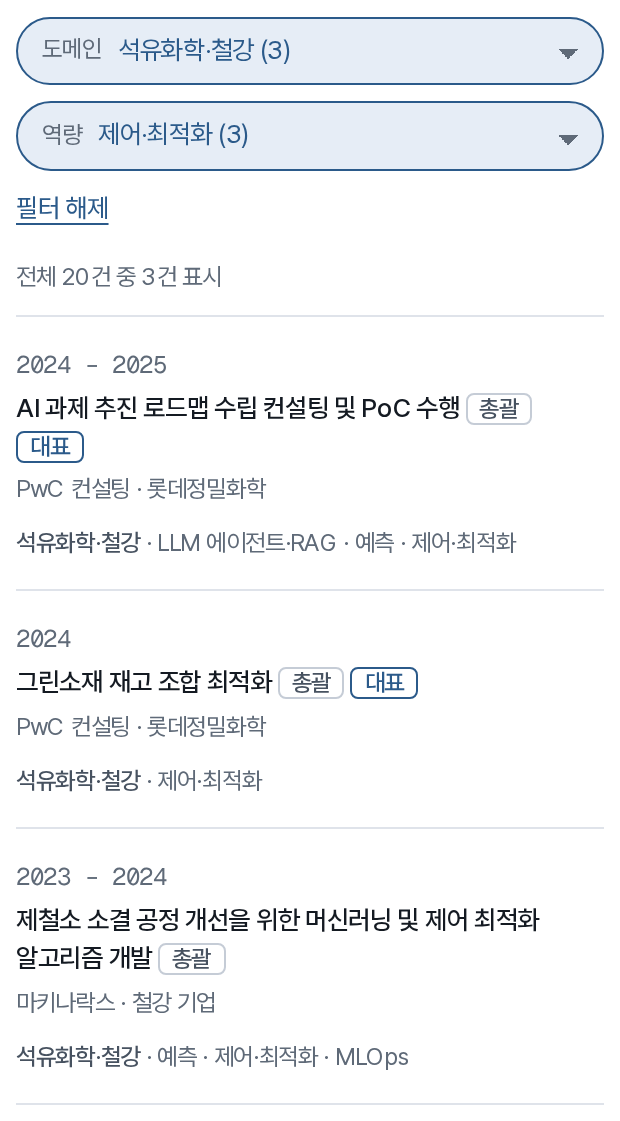 도메인 석유화학·철강 (3)
역량 제어·최적화 (3)
필터 해제
전체 20건 중 3건 표시
2024 – 2025
AI 과제 추진 로드맵 수립 컨설팅 및 PoC 수행 총괄
대표
PwC 컨설팅 · 롯데정밀화학
석유화학·철강 · LLM 에이전트·RAG · 예측 · 제어·최적화
2024
그린소재 재고 조합 최적화 총괄 대표
PwC 컨설팅 · 롯데정밀화학
석유화학·철강 · 제어·최적화
2023 – 2024
제철소 소결 공정 개선을 위한 머신러닝 및 제어 최적화
알고리즘 개발 총괄
마키나락스 · 철강 기업
석유화학·철강 · 예측 · 제어·최적화 · MLOps